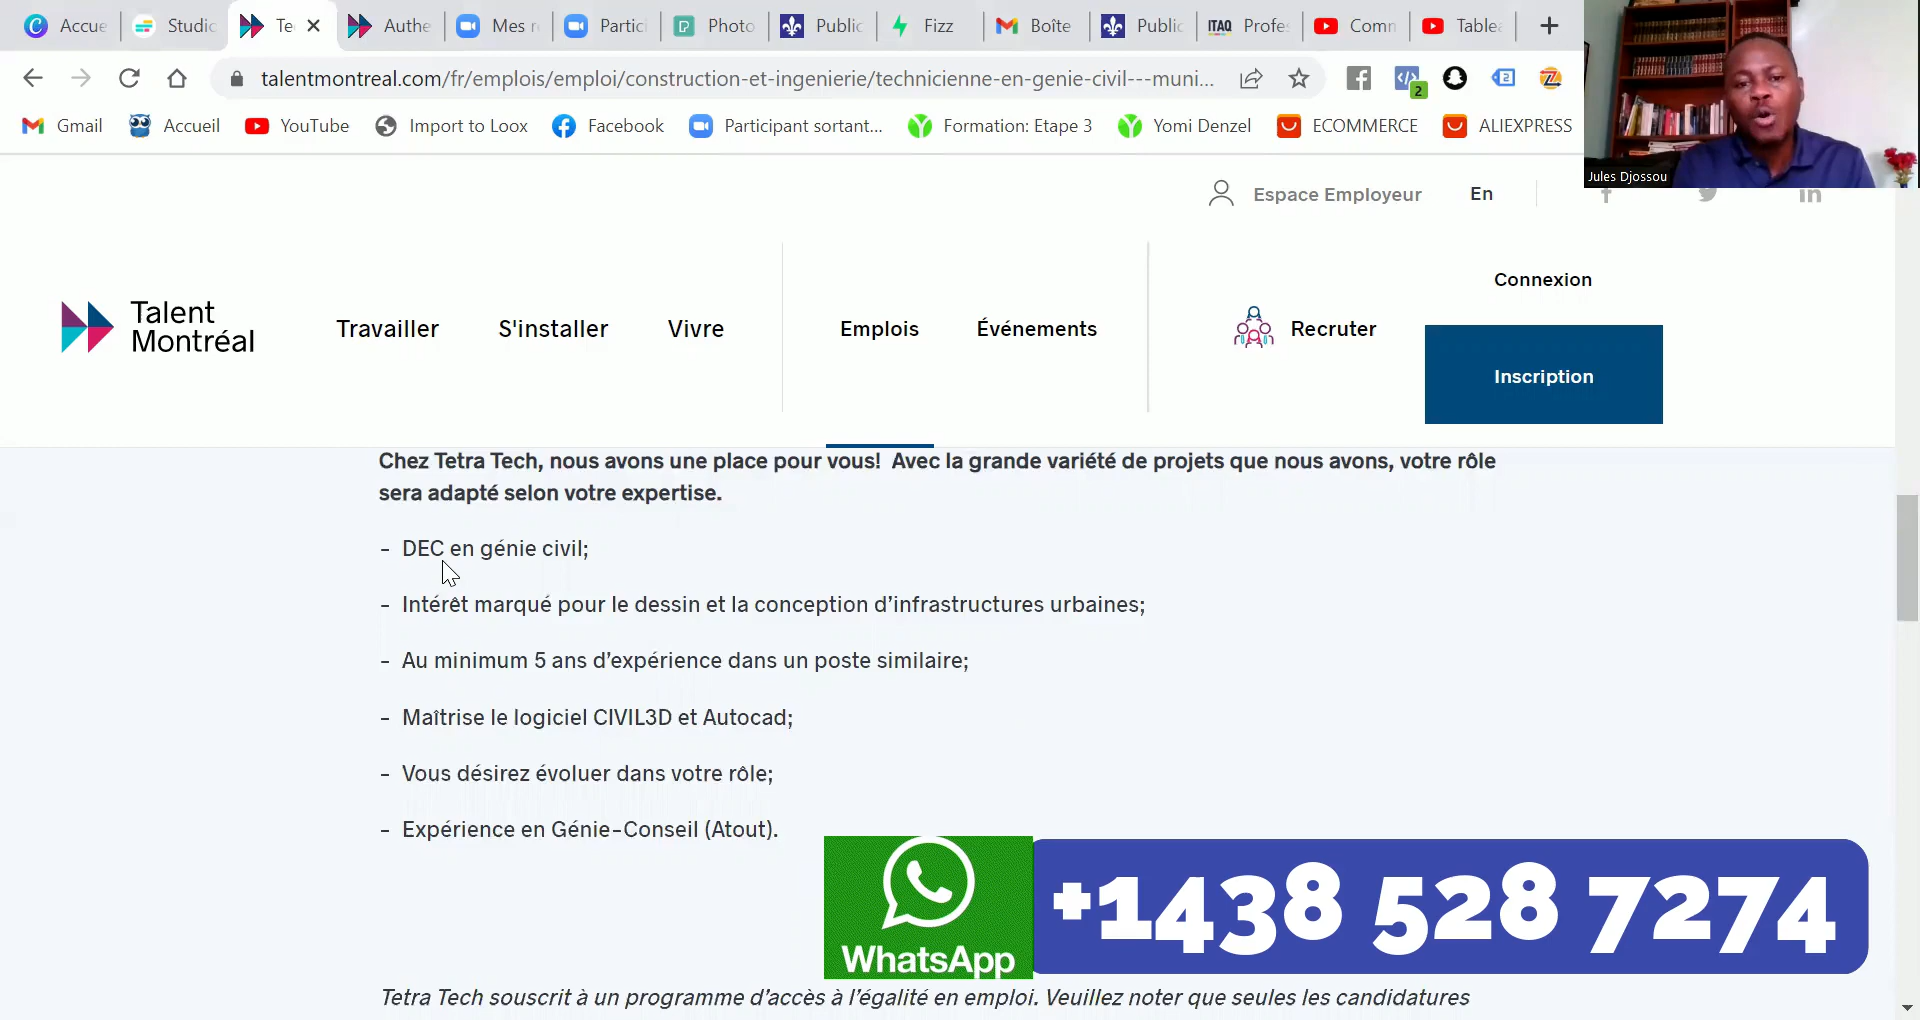 Accue
Studic
Te
Authe
Mes r
Partici
Photo
Public
Fizz
Boîte
Public
ITAQ Profes
Comm
Tablea
talentmontreal.com/fr/emplois/emploi/construction-et-ingenierie/technicienne-en-genie-civil---muni...
2
2
Gmail
Accueil
YouTube
Import to Loox
Facebook
Participant sortant...
Formation: Etape 3
Yomi Denzel
ECOMMERCE
ALIEXPRESS
Jules Djossou
Espace Employeur
En
Talent
Montréal
Travailler
S'installer
Vivre
Emplois
Événements
Recruter
Connexion
Inscription
Chez Tetra Tech, nous avons une place pour vous! Avec la grande variété de projets que nous avons, votre rôle
sera adapté selon votre expertise.
- DEC en génie civil;
- Intérêt marqué pour le dessin et la conception d’infrastructures urbaines;
- Au minimum 5 ans d’expérience dans un poste similaire;
- Maîtrise le logiciel CIVIL3D et Autocad;
- Vous désirez évoluer dans votre rôle;
- Expérience en Génie-Conseil (Atout).
WhatsApp
+1438 528 7274
Tetra Tech souscrit à un programme d’accès à l’égalité en emploi. Veuillez noter que seules les candidatures